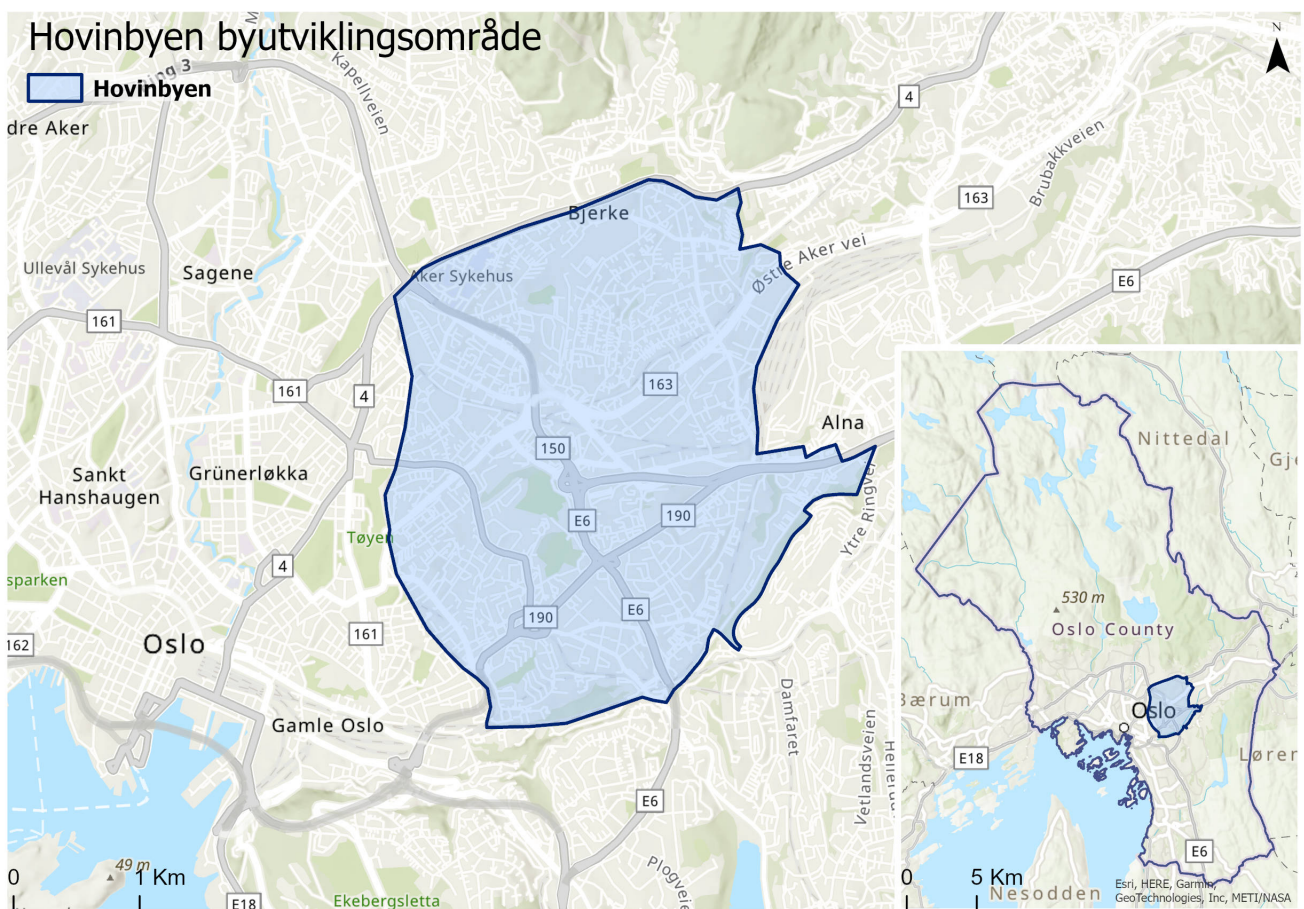 Hovinbyen byutviklingsområde
Hovinbyen
N
Ring 3
Kapellveien
dre Aker
4
Brubakkveien
163
Bjerke
Østre Aker vei
Ullevål Sykehus
Sagene
Aker Sykehus
E6
161
161
4
163
Alna
150
Sankt
Hanshaugen
Grünerløkka
E6
190
Ytre Ringvei
Tøyen
4
sparken
190
E6
161
162
Oslo
Gamle Oslo
Damfaret
Vetlandsveien
E6
Plogveie
49 m
0
1 Km
E18
Ekebergsletta
Nittedal
Gje
530 m
Oslo County
Bærum
Oslo
E18
Løren
E6
0
5 Km
Nesodden
Esri, HERE, Garmin,
GeoTechnologies, Inc, METI/NASA